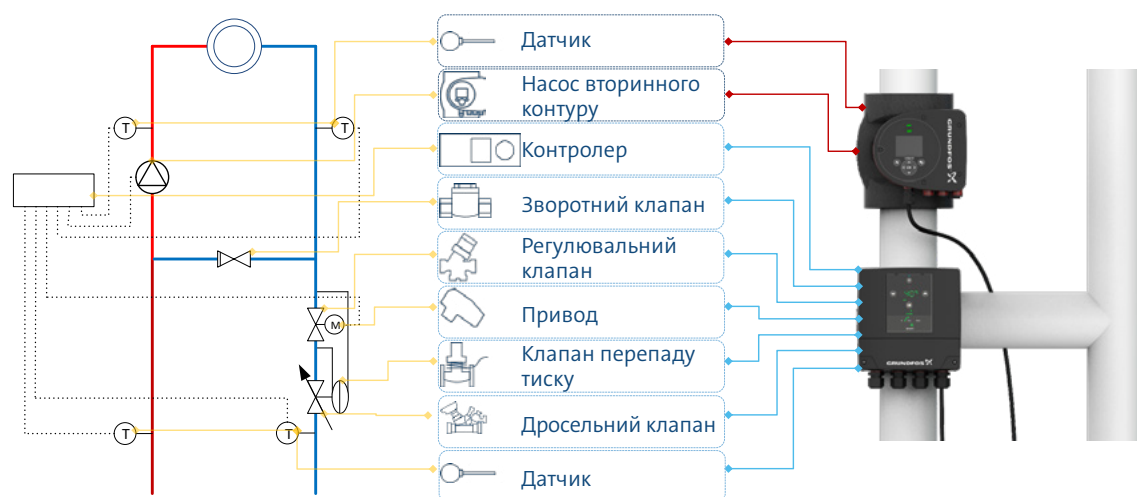 Датчик
Насос вторинного
контуру
T
T
Контролер
Зворотний клапан
Регулювальний
клапан
M
Привод
Клапан перепаду
тиску
Дросельний клапан
T
T
Датчик
GRUNDFOS
GRUNDFOS